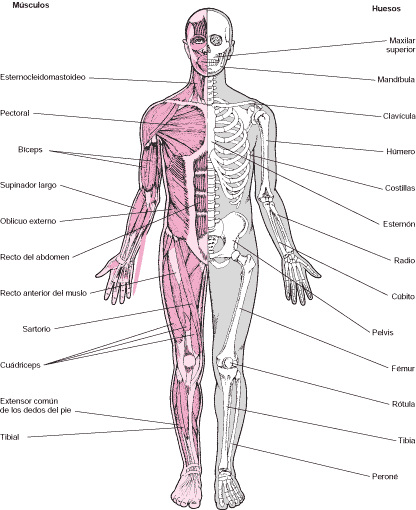 Músculos
Esternocleidomastoideo
Pectoral
Bíceps
Supinador largo
Oblicuo externo
Recto del abdomen
Recto anterior del muslo
Sartorio
Cuádriceps
Extensor común
de los dedos del pie
Tibial
Huesos
Maxilar
superior
Mandíbula
Clavícula
Húmero
Costillas
Esternón
Radio
Cúbito
Pelvis
Fémur
Rótula
Tibia
Peroné